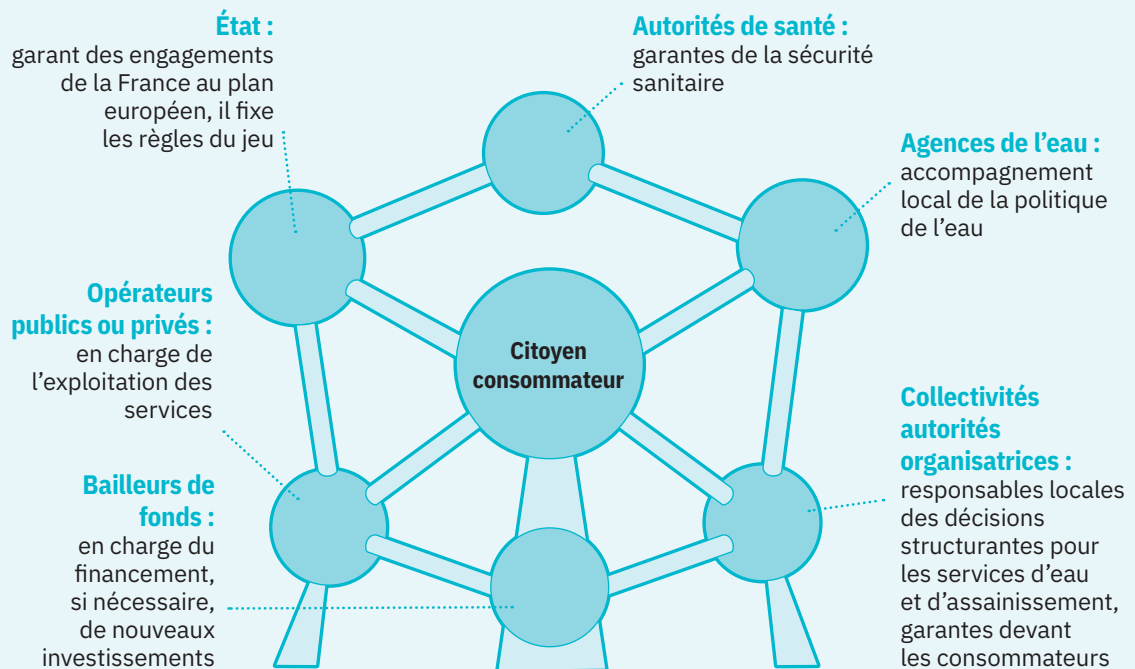 État :
garant des engagements
de la France au plan
européen, il fixe
les règles du jeu
Autorités de santé :
garantes de la sécurité
sanitaire
Agences de l’eau :
accompagnement
local de la politique
de l’eau
Opérateurs
publics ou privés :
en charge de
l’exploitation des
services
Citoyen
consommateur
Bailleurs de
fonds :
en charge du
financement,
si nécessaire,
de nouveaux
investissements
Collectivités
autorités
organisatrices :
responsables locales
des décisions
structurantes pour
les services d’eau
et d’assainissement,
garantes devant
les consommateurs